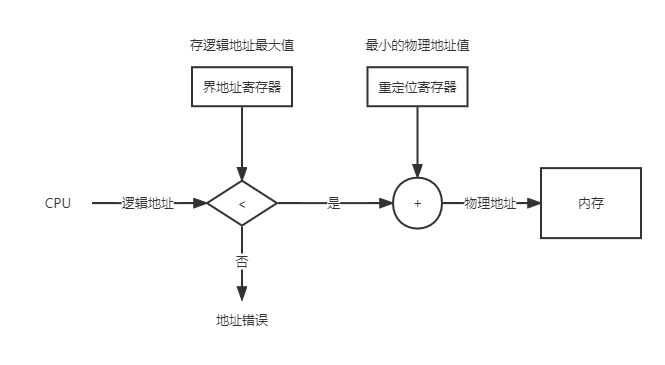 存逻辑地址最大值
最小的物理地址值
界地址寄存器
重定位寄存器
CPU
逻辑地址
<
是
+
物理地址
内存
否
地址错误